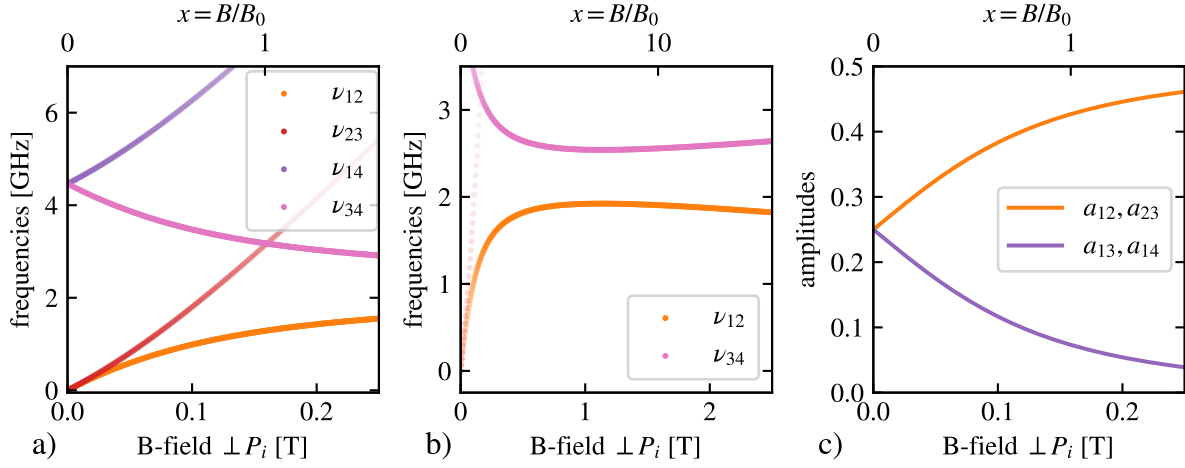 x = B/B₀
0 1
6
4
2
0
frequencies [GHz]
ν₁₂
ν₂₃
ν₁₄
ν₃₄
0.0 0.1 0.2
a) B-field ⊥ Pᵢ [T]
x = B/B₀
0 10
3
2
1
0
frequencies [GHz]
ν₁₂
ν₃₄
0 1 2
b) B-field ⊥ Pᵢ [T]
x = B/B₀
0 1
0.5
0.4
0.3
0.2
0.1
0.0
amplitudes
a₁₂, a₂₃
a₁₃, a₁₄
0.0 0.1 0.2
c) B-field ⊥ Pᵢ [T]